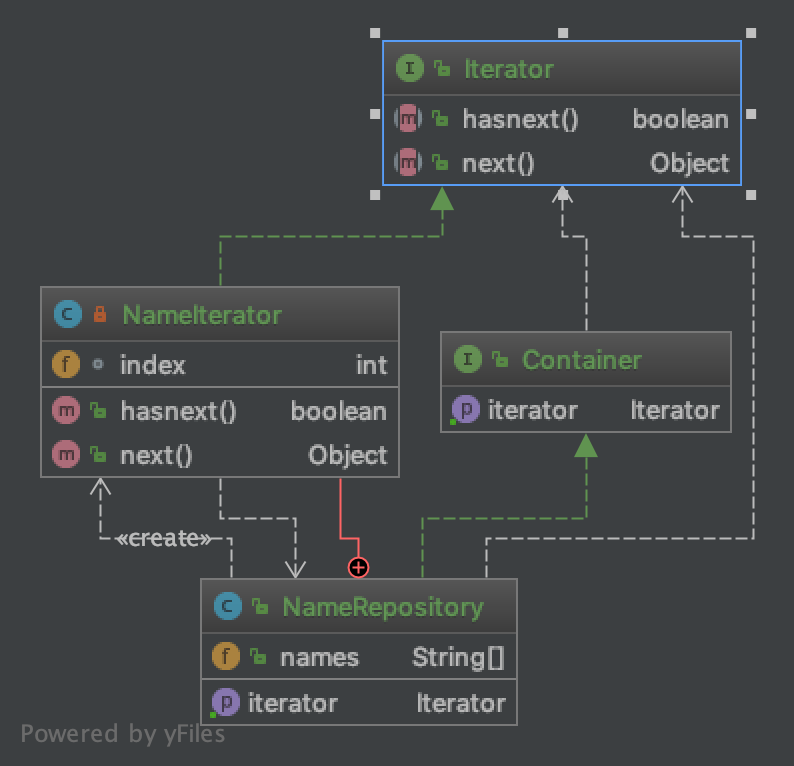 I Iterator
m hasnext() boolean
m next() Object
C NameIterator
f index int
m hasnext() boolean
m next() Object
I Container
p iterator Iterator
«create»
C NameRepository
f names String[]
p iterator Iterator
Powered by yFiles